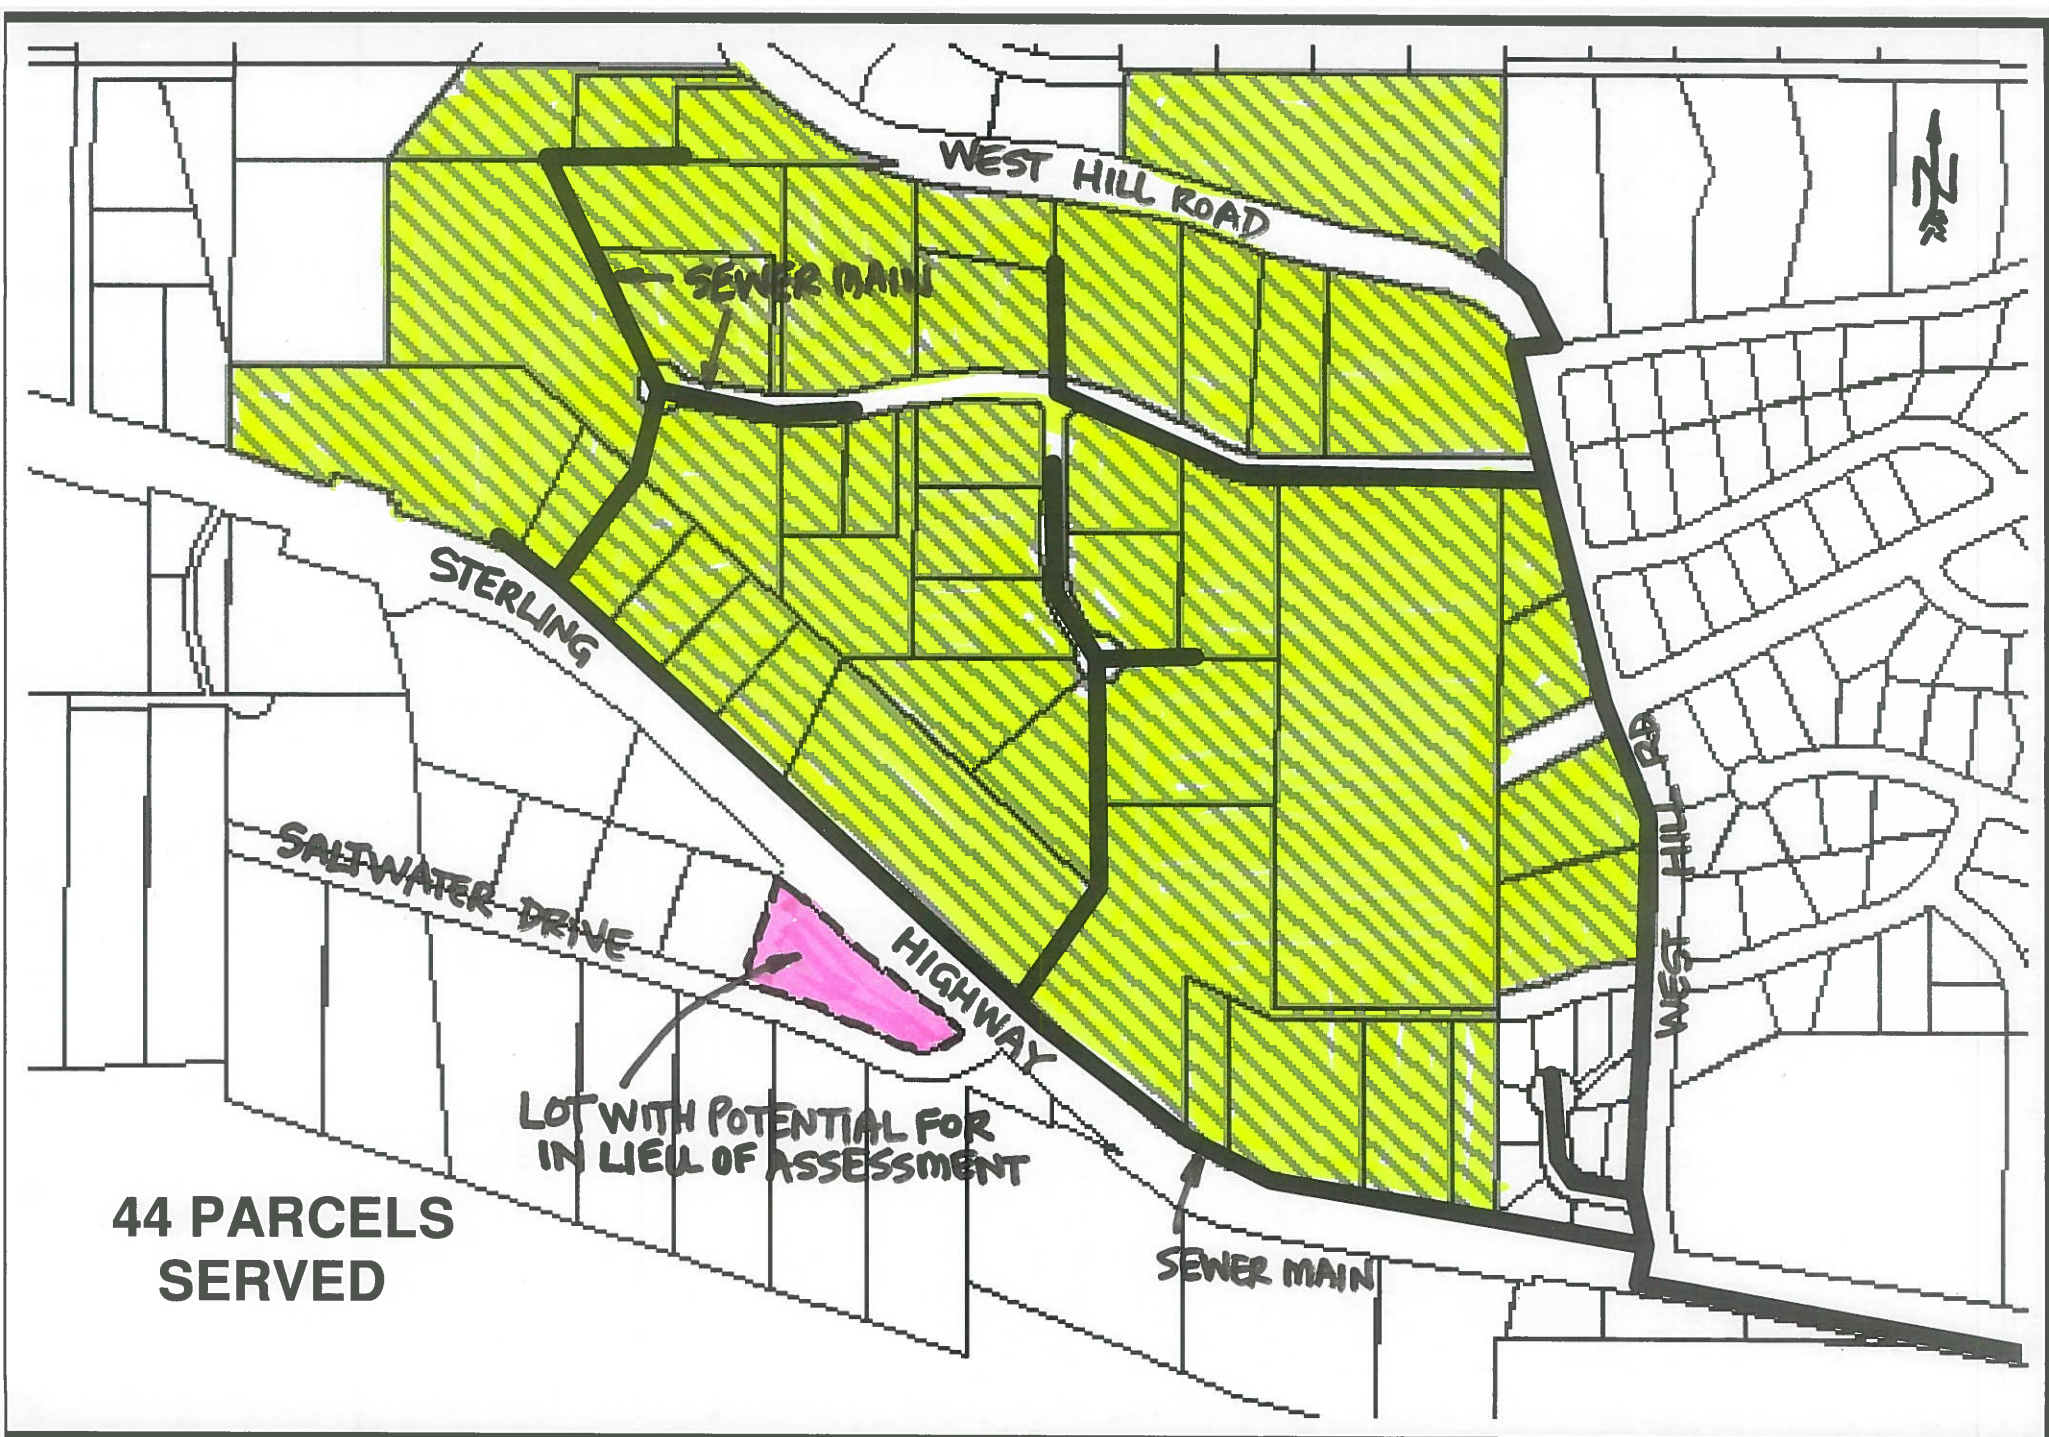 WEST HILL ROAD
N
SEWER MAIN
STERLING
HIGHWAY
WEST HILL RD
SALTWATER DRIVE
LOT WITH POTENTIAL FOR
IN LIEU OF ASSESSMENT
44 PARCELS
SERVED
SEWER MAIN